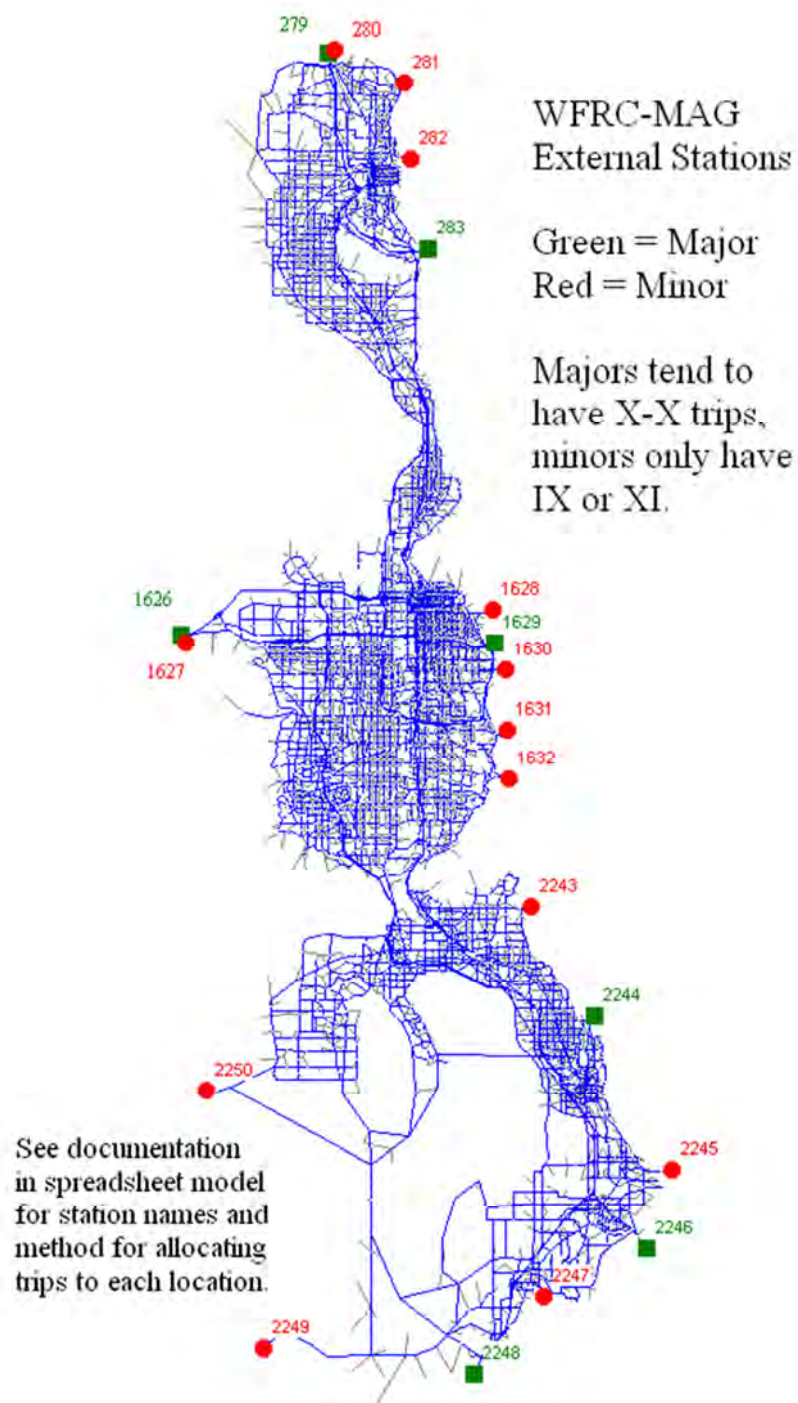 279
280
281
282
283
WFRC-MAG
External Stations
Green = Major
Red = Minor
Majors tend to
have X-X trips,
minors only have
IX or XI.
1626
1627
1628
1629
1630
1631
1632
2243
2244
2250
2245
2246
2247
2249
2248
See documentation
in spreadsheet model
for station names and
method for allocating
trips to each location.